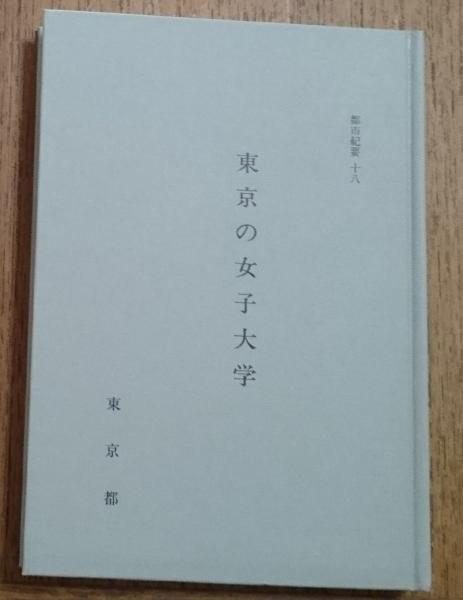 都市紀要 十八
東京の女子大学
東京都